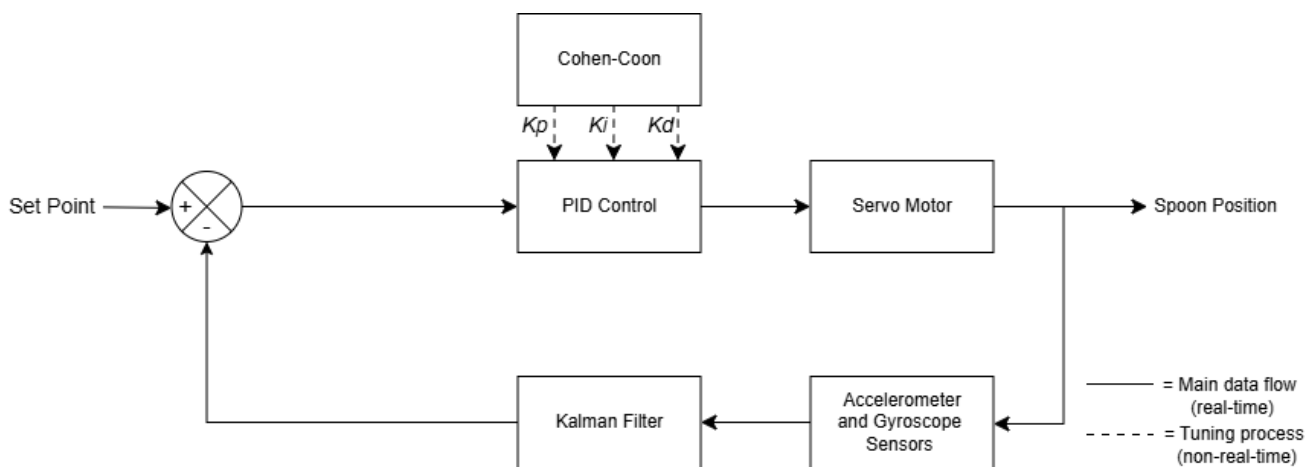 Cohen-Coon
Kp Ki Kd
Set Point
+
-
PID Control
Servo Motor
Spoon Position
Kalman Filter
Accelerometer
and Gyroscope
Sensors
= Main data flow
(real-time)
= Tuning process
(non-real-time)